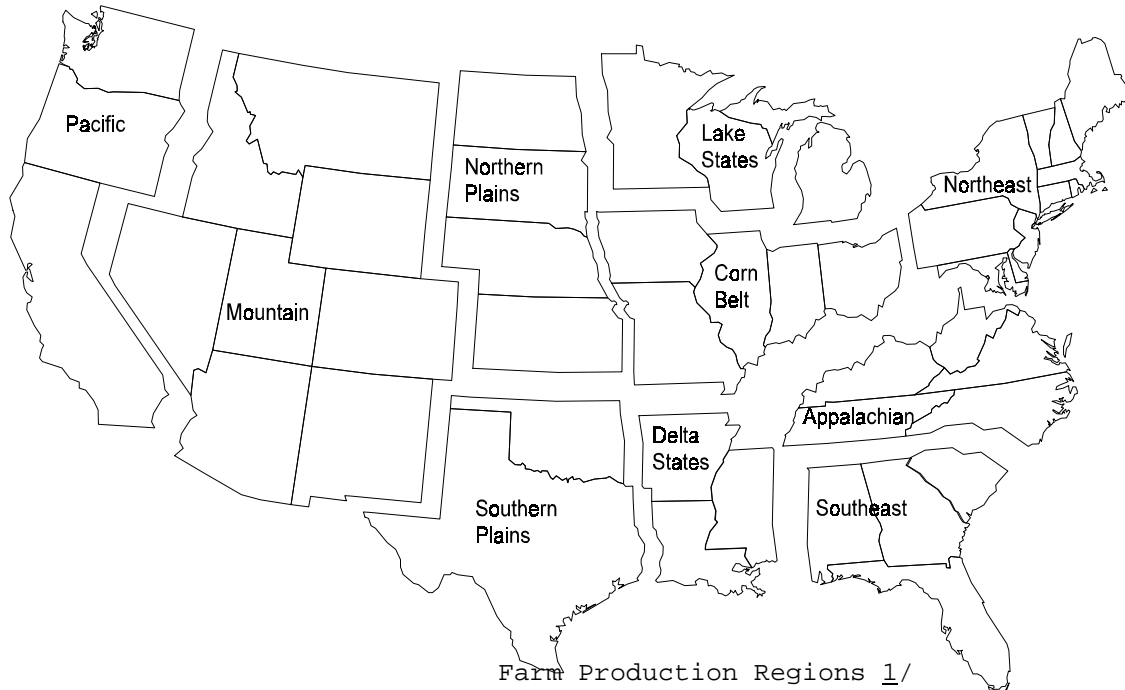 Pacific
Lake
States
Northern
Plains
Northeast
Corn
Belt
Mountain
Appalachian
Delta
States
Southern
Plains
Southeast
Farm Production Regions 1/